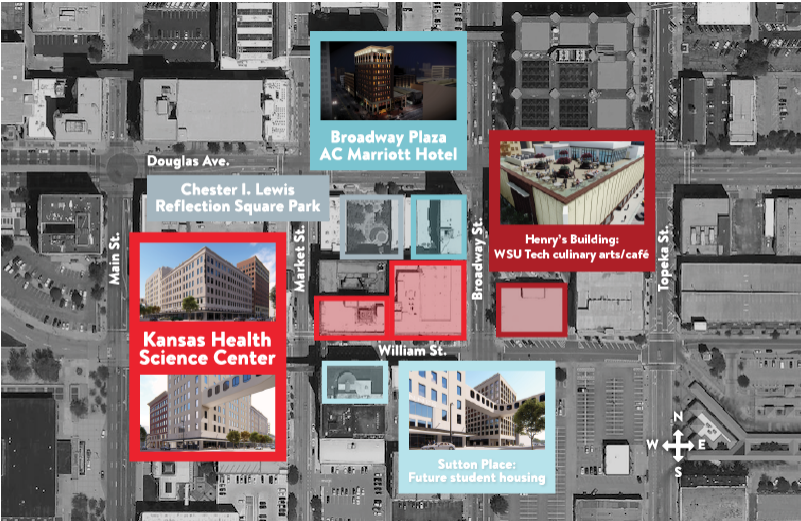 Broadway Plaza
AC Marriott Hotel
Douglas Ave.
Chester I. Lewis
Reflection Square Park
Henry's Building:
WSU Tech culinary arts/café
Main St.
Market St.
Broadway St.
Topeka St.
Kansas Health
Science Center
William St.
Sutton Place:
Future student housing
N
W E
S